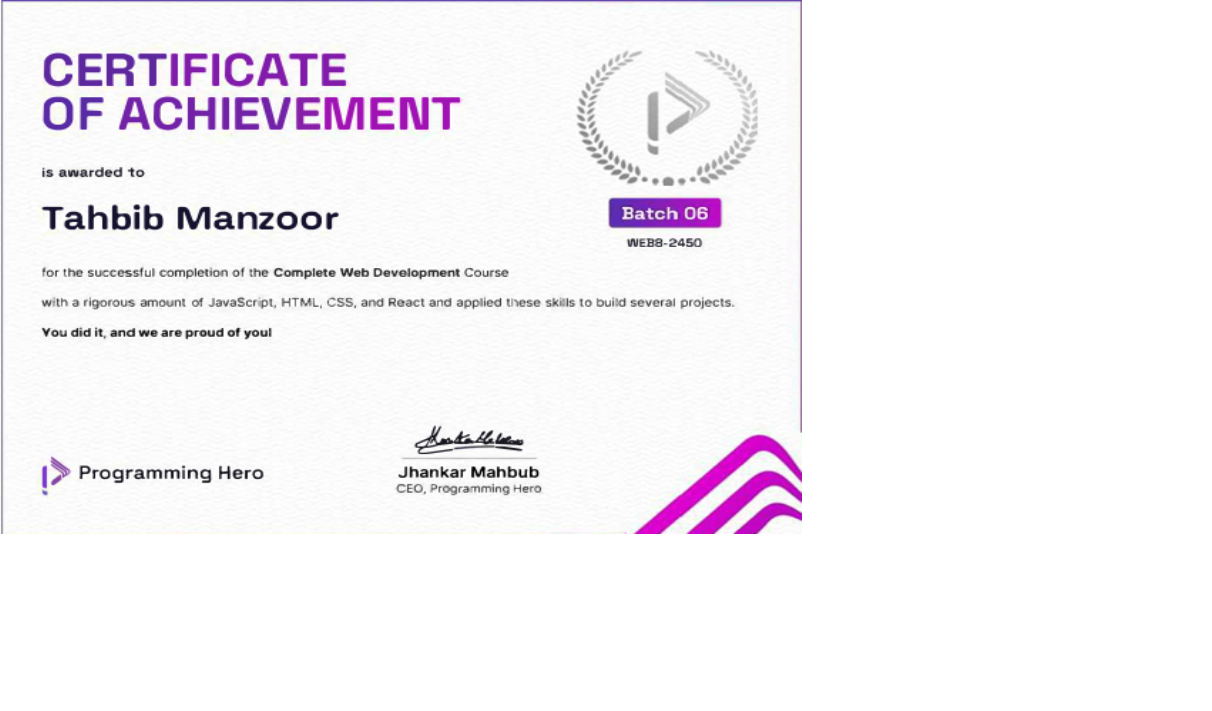 CERTIFICATE
OF ACHIEVEMENT
is awarded to
Tahbib Manzoor
Batch 06
WEB8-2450
for the successful completion of the Complete Web Development Course
with a rigorous amount of JavaScript, HTML, CSS, and React and applied these skills to build several projects.
You did it, and we are proud of you!
Programming Hero
Jhankar Mahbub
CEO, Programming Hero